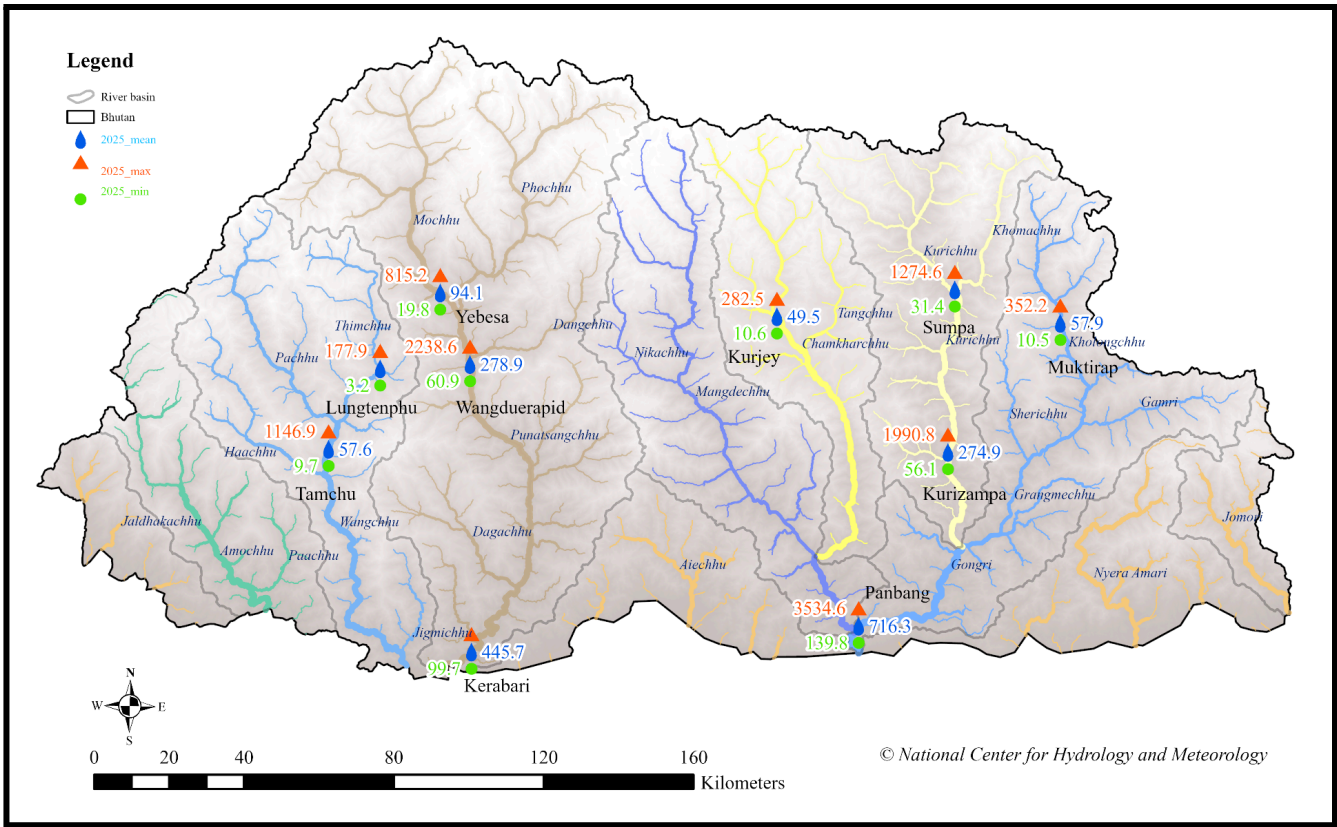 Legend
River basin
Bhutan
2025_mean
2025_max
2025_min
Phochhu
Mochhu
Khomachhu
Kurichhu
815.2
94.1
19.8
Yebesa
1274.6
31.4
Sumpa
Kurichhu
282.5
49.5
10.6
Kurjey
Tangchhu
Chamkharchhu
352.2
57.9
10.5
Kholongchhu
Muktirap
Dangchhu
Thimchhu
177.9
3.2
Lungtenphu
Pachhu
2238.6
278.9
60.9
Wangduerapid
Nikachhu
Mangdechhu
Sherichhu
Gamri
1146.9
57.6
9.7
Tamchu
Haachhu
Punatsangchhu
1990.8
274.9
56.1
Kurizampa
Grangmechhu
Jaldhakachhu
Amochhu
Paachhu
Wangchhu
Dagachhu
Aiechhu
Gongri
Nyera Amari
Jomori
Panbang
3534.6
716.3
139.8
Jigmichhu
445.7
99.7
Kerabari
N
W
E
S
0 20 40 80 120 160
Kilometers
© National Center for Hydrology and Meteorology